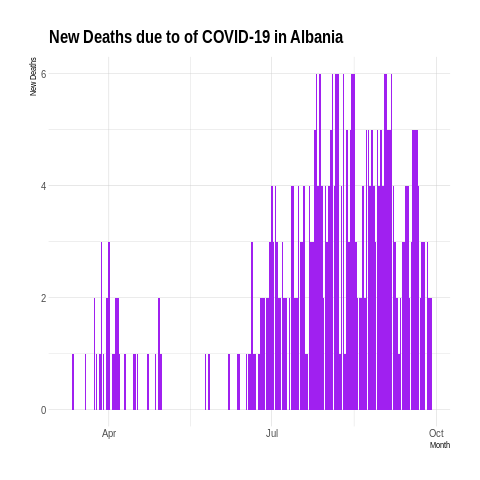 New Deaths due to of COVID-19 in Albania
New Deaths
6
4
2
0
Apr
Jul
Oct
Month